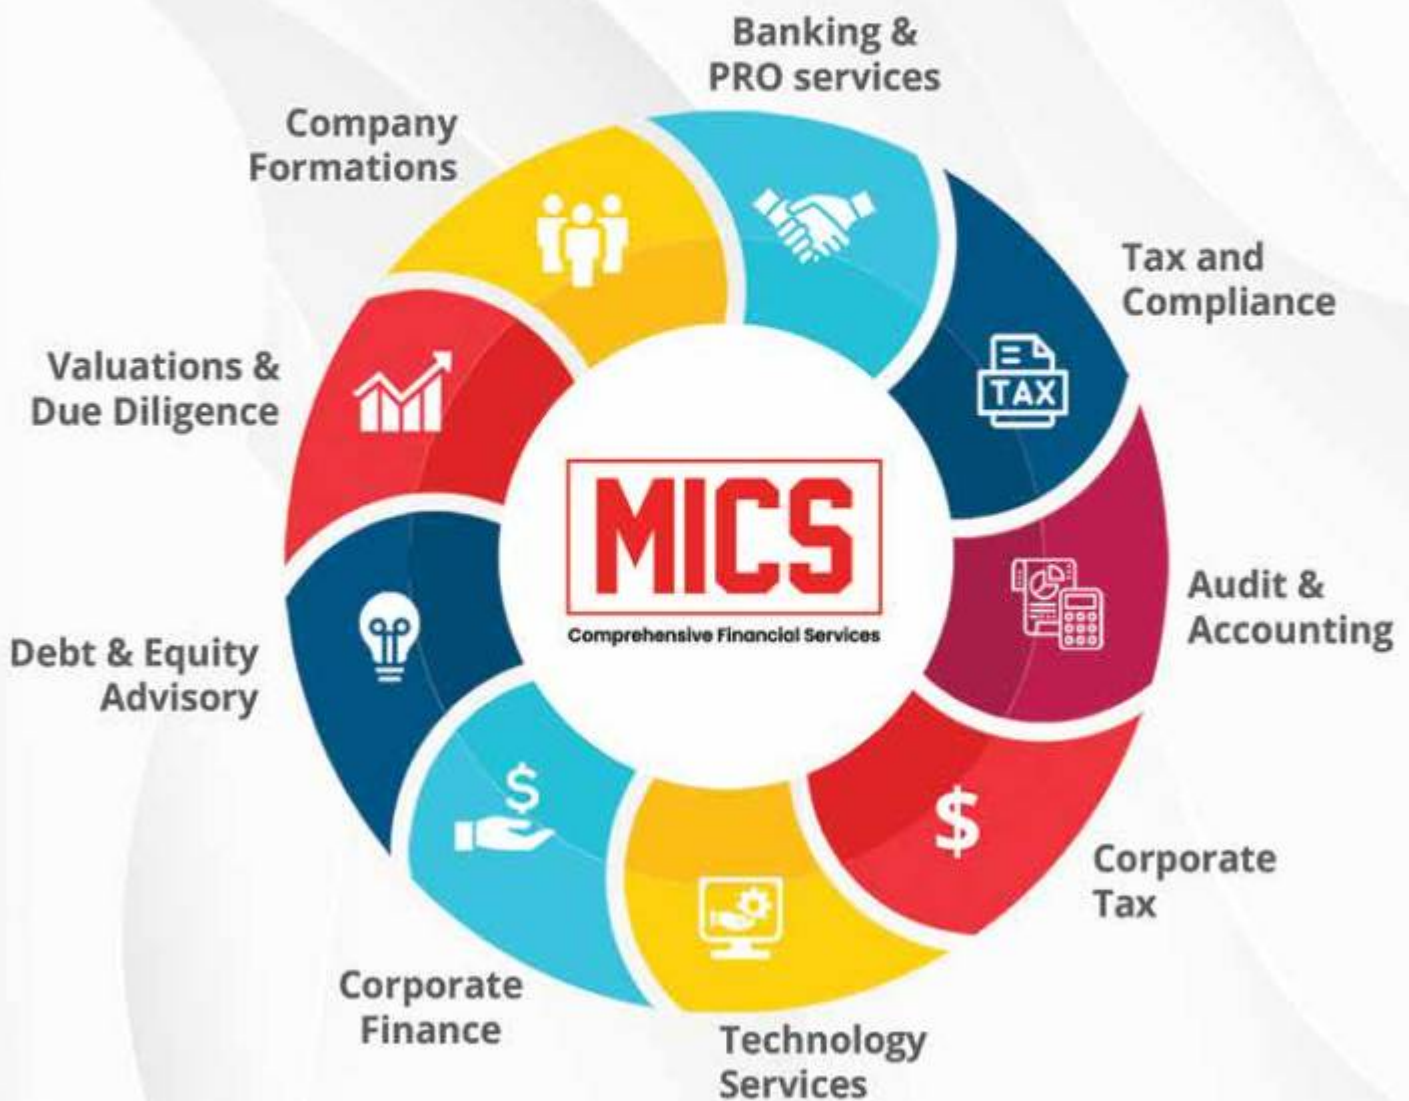 Banking &
PRO services
Company
Formations
Tax and
Compliance
TAX
Valuations &
Due Diligence
MICS
Comprehensive Financial Services
Audit &
Accounting
Debt & Equity
Advisory
$
$
Corporate
Tax
Corporate
Finance
Technology
Services